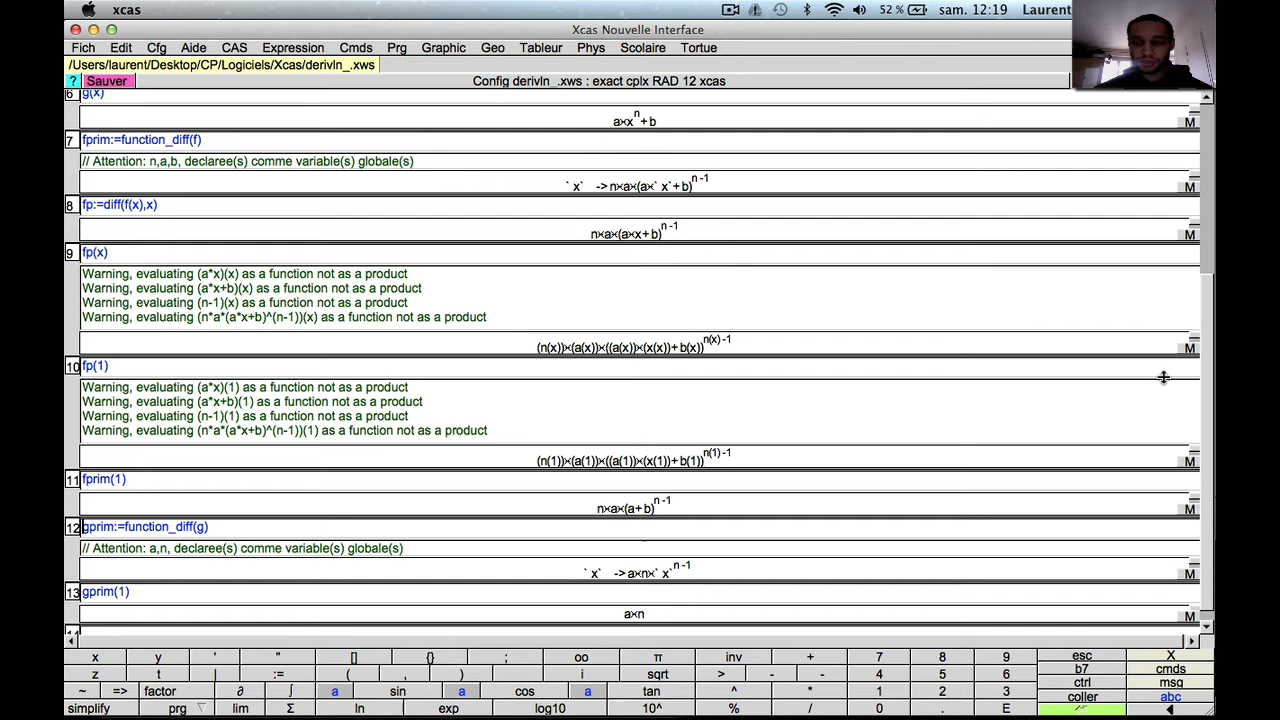 xcas 52 % sam. 12:19 Laurent
Xcas Nouvelle Interface
Fich Edit Cfg Aide CAS Expression Cmds Prg Graphic Geo Tableur Phys Scolaire Tortue
/Users/laurent/Desktop/CP/Logiciels/Xcas/derivln_.xws
? Sauver Config derivln_.xws : exact cplx RAD 12 xcas
6 g(x)
a×x^n+b M
7 fprim:=function_diff(f)
// Attention: n,a,b, declaree(s) comme variable(s) globale(s)
` x` ->n×a×(a×` x`+b)^n-1 M
8 fp:=diff(f(x),x)
n×a×(a×x+b)^n-1 M
9 fp(x)
Warning, evaluating (a*x)(x) as a function not as a product
Warning, evaluating (a*x+b)(x) as a function not as a product
Warning, evaluating (n-1)(x) as a function not as a product
Warning, evaluating (n*a*(a*x+b)^(n-1))(x) as a function not as a product
(n(x))×(a(x))×((a(x))×(x(x))+b(x))^n(x)-1 M
10 fp(1)
Warning, evaluating (a*x)(1) as a function not as a product
Warning, evaluating (a*x+b)(1) as a function not as a product
Warning, evaluating (n-1)(1) as a function not as a product
Warning, evaluating (n*a*(a*x+b)^(n-1))(1) as a function not as a product
(n(1))×(a(1))×((a(1))×(x(1))+b(1))^n(1)-1 M
11 fprim(1)
n×a×(a+b)^n-1 M
12 gprim:=function_diff(g)
// Attention: a,n, declaree(s) comme variable(s) globale(s)
` x` ->a×n×` x`^n-1 M
13 gprim(1)
a×n M
x y ' " [] {} ; oo π inv + 7 8 9 esc X
z t | := ( , ) i sqrt > - - 4 5 6 b7 cmds
~ => factor ∂ ∫ a sin a cos a tan ^ * 1 2 3 ctrl msg
simplify prg lim Σ ln exp log10 10^ % / 0 . E coller abc